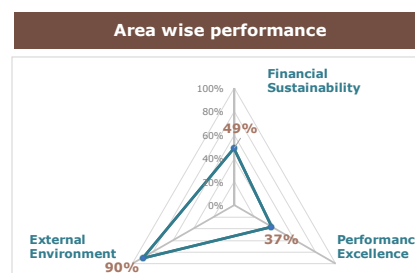 Area wise performance
Financial
Sustainability
100%
80%
60%
49%
40%
20%
0%
37%
External
Environment
Performanc
Excellence
90%